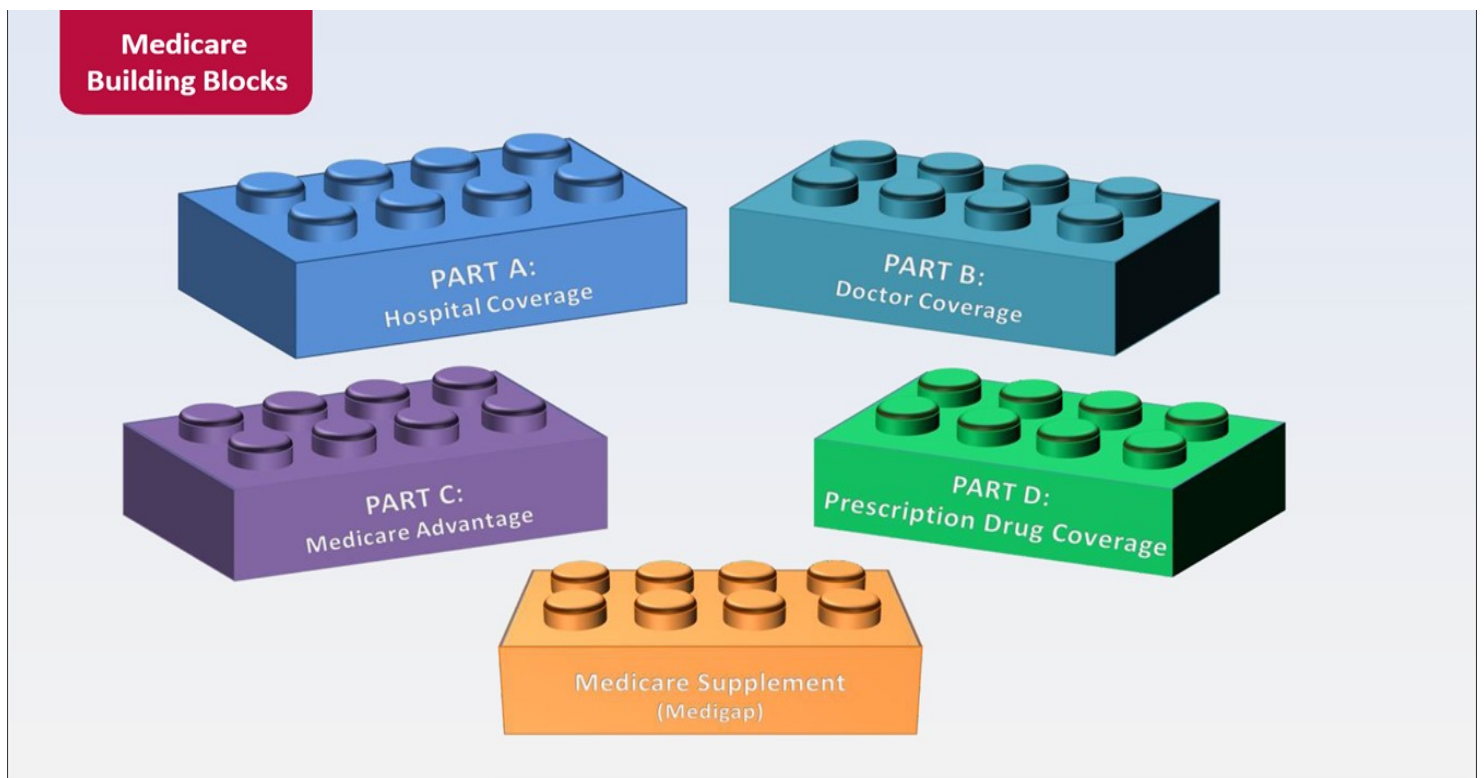 Medicare
Building Blocks
PART A:
Hospital Coverage
PART B:
Doctor Coverage
PART C:
Medicare Advantage
PART D:
Prescription Drug Coverage
Medicare Supplement
(Medigap)